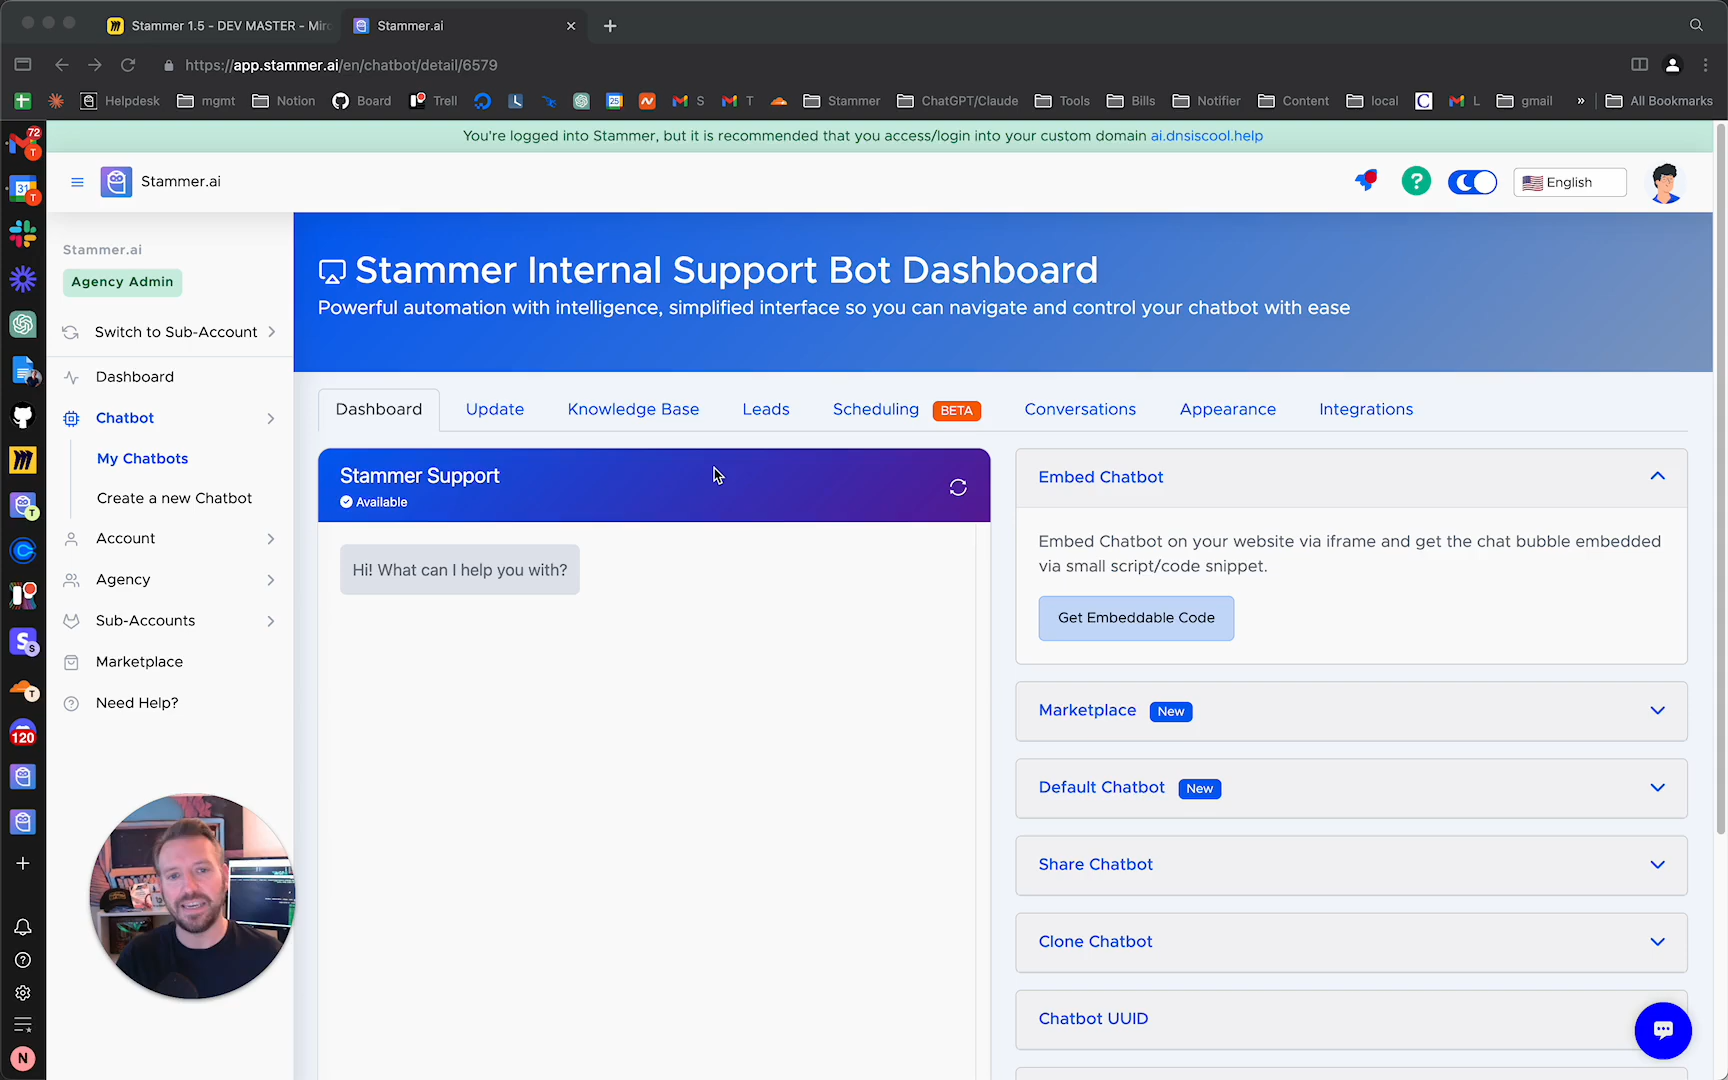 Stammer 1.5 - DEV MASTER - Miro
Stammer.ai
https://app.stammer.ai/en/chatbot/detail/6579
Helpdesk
mgmt
Notion
Board
Trell
S
T
Stammer
ChatGPT/Claude
Tools
Bills
Notifier
Content
local
L
gmail
»
All Bookmarks
72
T
31
T
T
S
T
120
N
You're logged into Stammer, but it is recommended that you access/login into your custom domain ai.dnsiscool.help
Stammer.ai
?
English
Stammer.ai
Agency Admin
Switch to Sub-Account
Dashboard
Chatbot
My Chatbots
Create a new Chatbot
Account
Agency
Sub-Accounts
Marketplace
Need Help?
Stammer Internal Support Bot Dashboard
Powerful automation with intelligence, simplified interface so you can navigate and control your chatbot with ease
Dashboard
Update
Knowledge Base
Leads
Scheduling BETA
Conversations
Appearance
Integrations
Stammer Support
Available
Hi! What can I help you with?
Embed Chatbot
Embed Chatbot on your website via iframe and get the chat bubble embedded
via small script/code snippet.
Get Embeddable Code
Marketplace New
Default Chatbot New
Share Chatbot
Clone Chatbot
Chatbot UUID